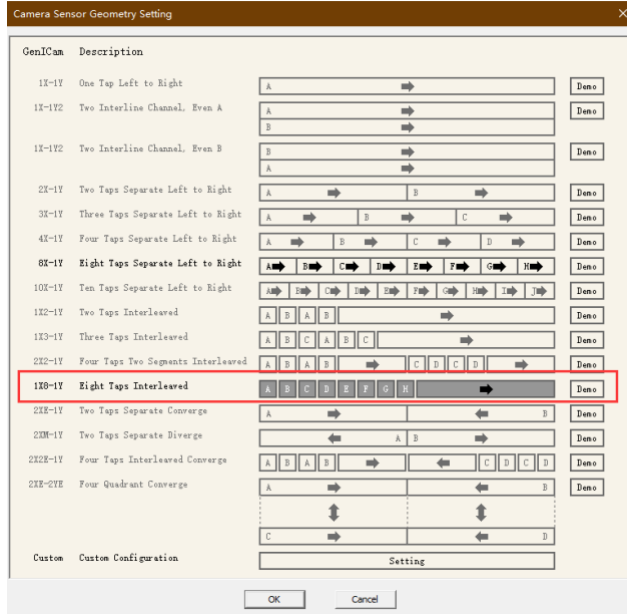 Camera Sensor Geometry Setting
GenICam Description
1X-1Y One Tap Left to Right A Demo
1X-1Y2 Two Interline Channel, Even A A Demo
B
1X-1Y2 Two Interline Channel, Even B B Demo
A
2X-1Y Two Taps Separate Left to Right A B Demo
3X-1Y Three Taps Separate Left to Right A B C Demo
4X-1Y Four Taps Separate Left to Right A B C D Demo
8X-1Y Eight Taps Separate Left to Right A B C D E F G H Demo
10X-1Y Ten Taps Separate Left to Right A B C D E F G H I J Demo
1X2-1Y Two Taps Interleaved A B A B Demo
1X3-1Y Three Taps Interleaved A B C A B C Demo
2X2-1Y Four Taps Two Segments Interleaved A B A B C D C D Demo
1X8-1Y Eight Taps Interleaved A B C D E F G H Demo
2XE-1Y Two Taps Separate Converge A B Demo
2XM-1Y Two Taps Separate Diverge A B Demo
2X2E-1Y Four Taps Interleaved Converge A B A B C D C D Demo
2XE-2YE Four Quadrant Converge A B Demo
C D
Custom Custom Configuration Setting
OK Cancel